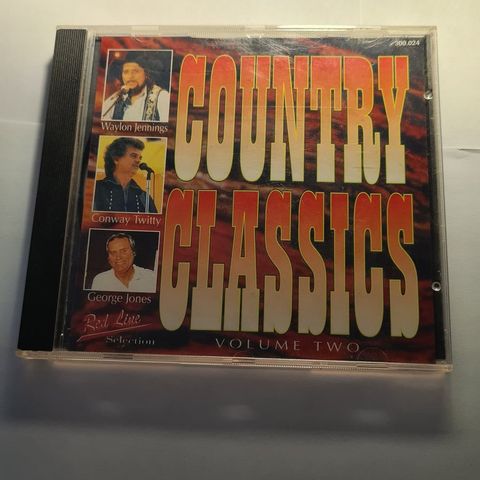 300.024
COUNTRY
CLASSICS
VOLUME TWO
Waylon Jennings
Conway Twitty
George Jones
Red Line
Selection